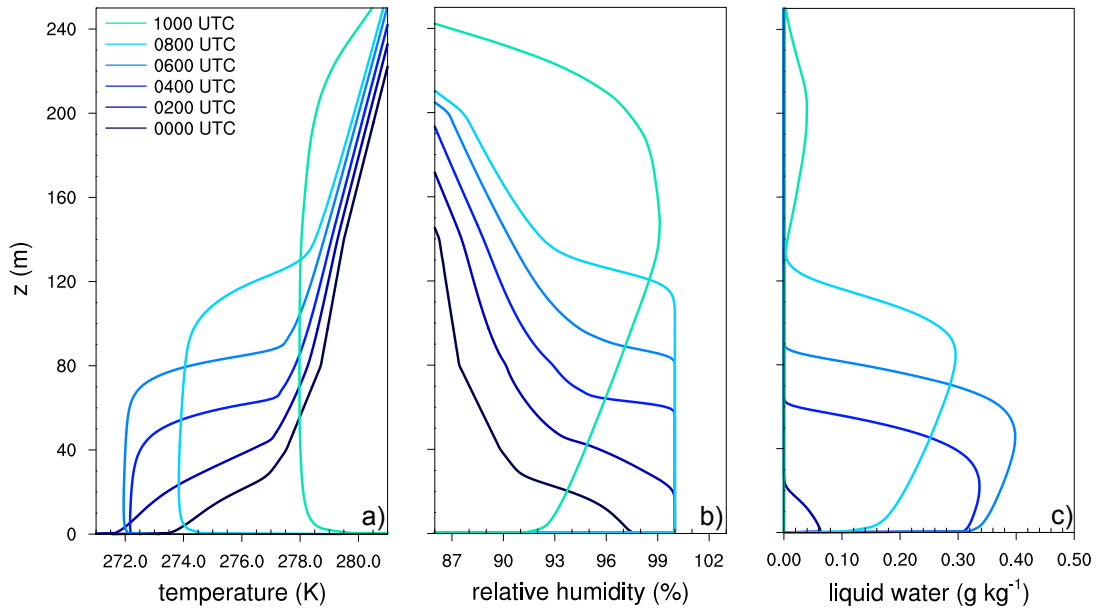 1000 UTC
0800 UTC
0600 UTC
0400 UTC
0200 UTC
0000 UTC
240
200
160
120
80
40
0
z (m)
272.0 274.0 276.0 278.0 280.0
temperature (K)
a)
87 90 93 96 99 102
relative humidity (%)
b)
0.00 0.10 0.20 0.30 0.40 0.50
liquid water (g kg⁻¹)
c)